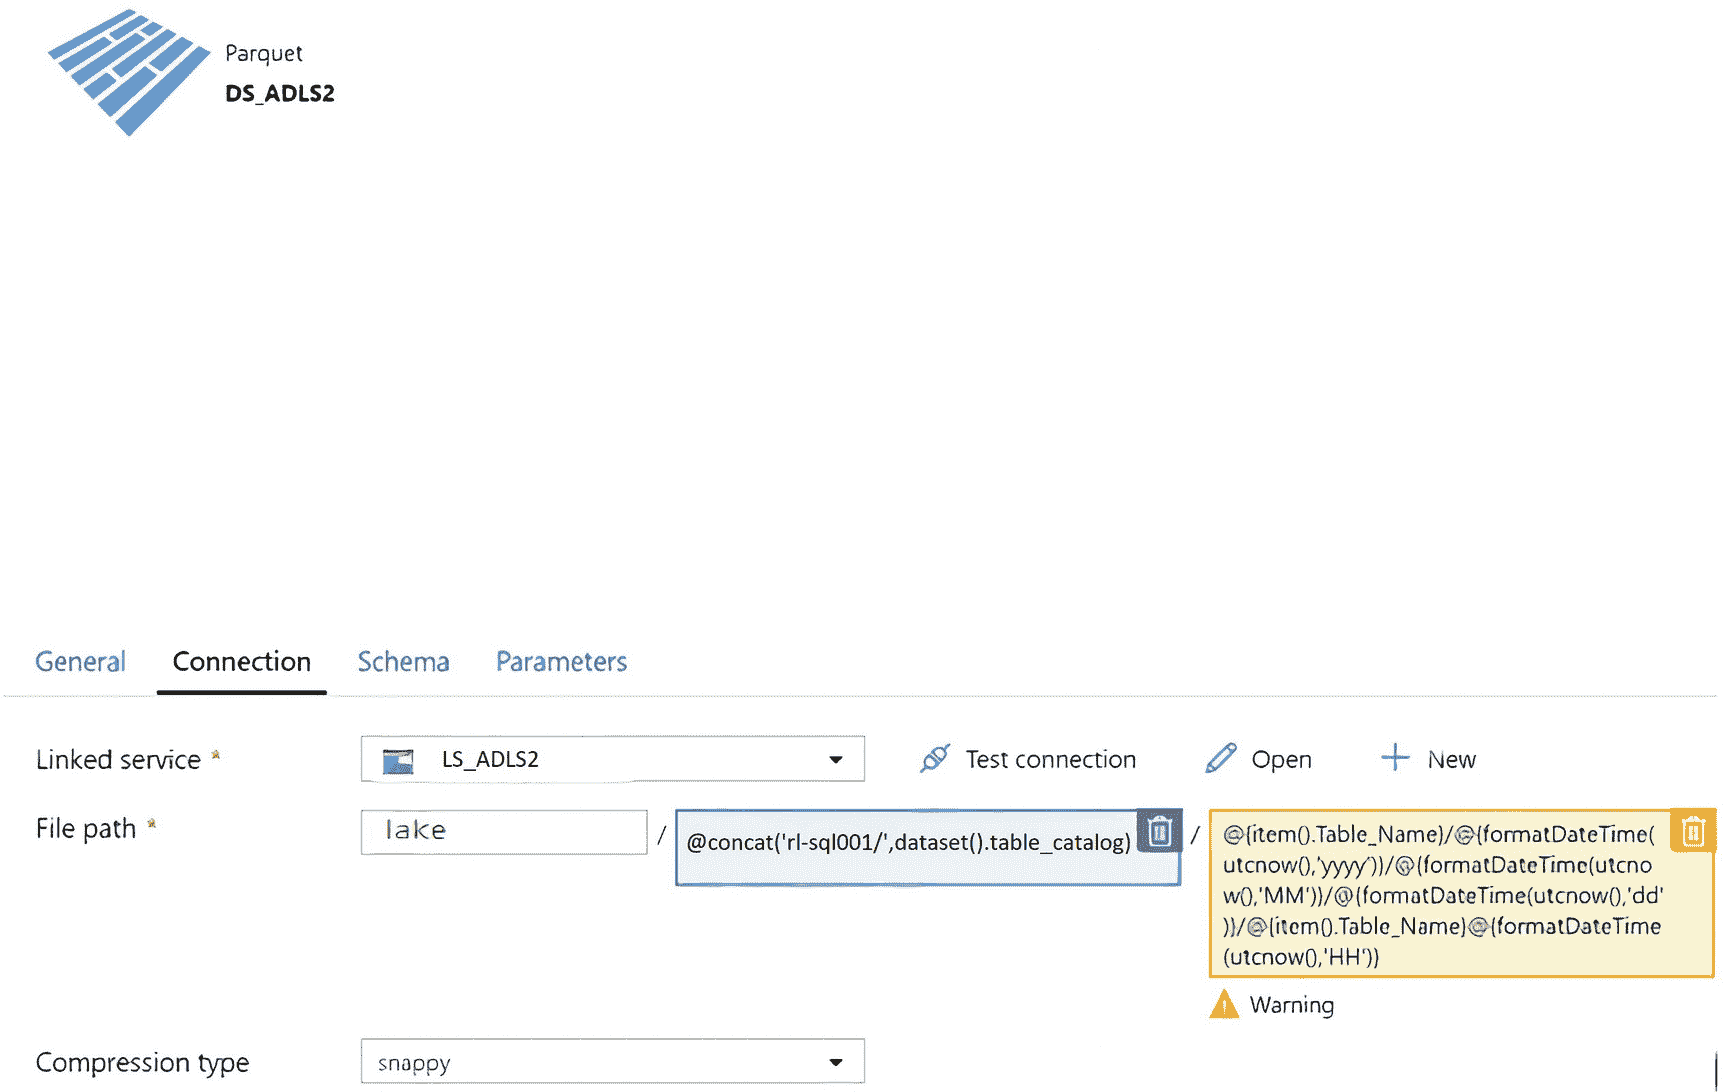 Parquet
DS_ADLS2
General Connection Schema Parameters
Linked service * LS_ADLS2 Test connection Open New
File path * lake / @concat('rl-sql001/',dataset().table_catalog) /
@{item().Table_Name}/@{formatDateTime(
utcnow(),'yyyy')}/@{formatDateTime(utcno
w(),'MM')}/@{formatDateTime(utcnow(),'dd'
)}/@{item().Table_Name}@{formatDateTime
(utcnow(),'HH')}
Warning
Compression type snappy